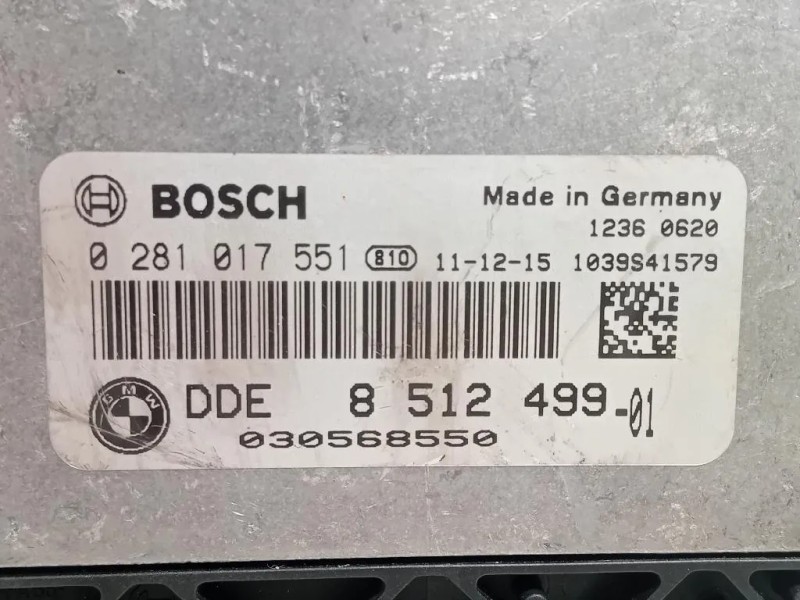 BOSCH Made in Germany
1236 0620
0 281 017 551 810 11-12-15 1039S41579
BMW DDE 8 512 499-01
030568550